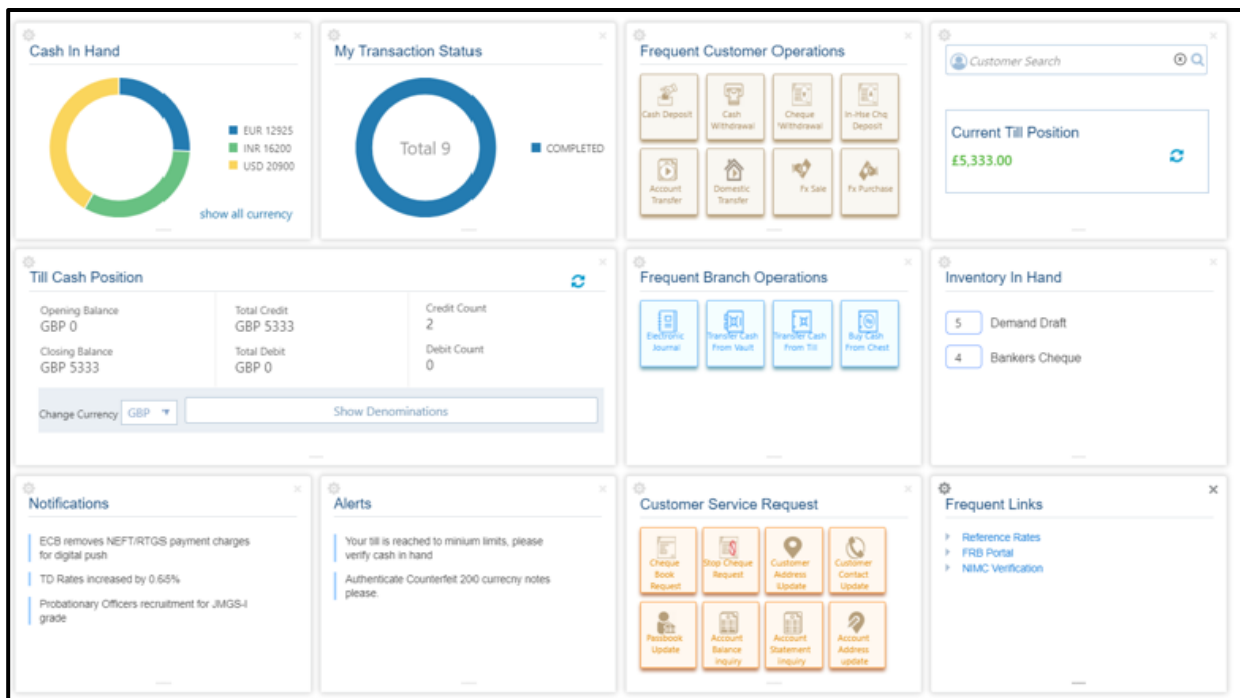 Cash In Hand
EUR 12925
INR 16200
USD 20900
show all currency
My Transaction Status
Total 9
COMPLETED
Frequent Customer Operations
Cash Deposit
Cash
Withdrawal
Cheque
Withdrawal
In-Hse Chq
Deposit
Account
Transfer
Domestic
Transfer
Fx Sale
Fx Purchase
Customer Search
Current Till Position
£5,333.00
Till Cash Position
Opening Balance
GBP 0
Total Credit
GBP 5333
Credit Count
2
Closing Balance
GBP 5333
Total Debit
GBP 0
Debit Count
0
Change Currency GBP
Show Denominations
Frequent Branch Operations
Electronic
Journal
Transfer Cash
From Vault
Transfer Cash
From Till
Buy Cash
From Chest
Inventory In Hand
5 Demand Draft
4 Bankers Cheque
Notifications
ECB removes NEFT/RTGS payment charges
for digital push
TD Rates increased by 0.65%
Probationary Officers recruitment for JMGS-I
grade
Alerts
Your till is reached to minium limits, please
verify cash in hand
Authenticate Counterfeit 200 currecny notes
please.
Customer Service Request
Cheque
Book
Request
Stop Cheque
Request
Customer
Address
Update
Customer
Contact
Update
Passbook
Update
Account
Balance
Inquiry
Account
Statement
Inquiry
Account
Address
update
Frequent Links
Reference Rates
FRB Portal
NIMC Verification